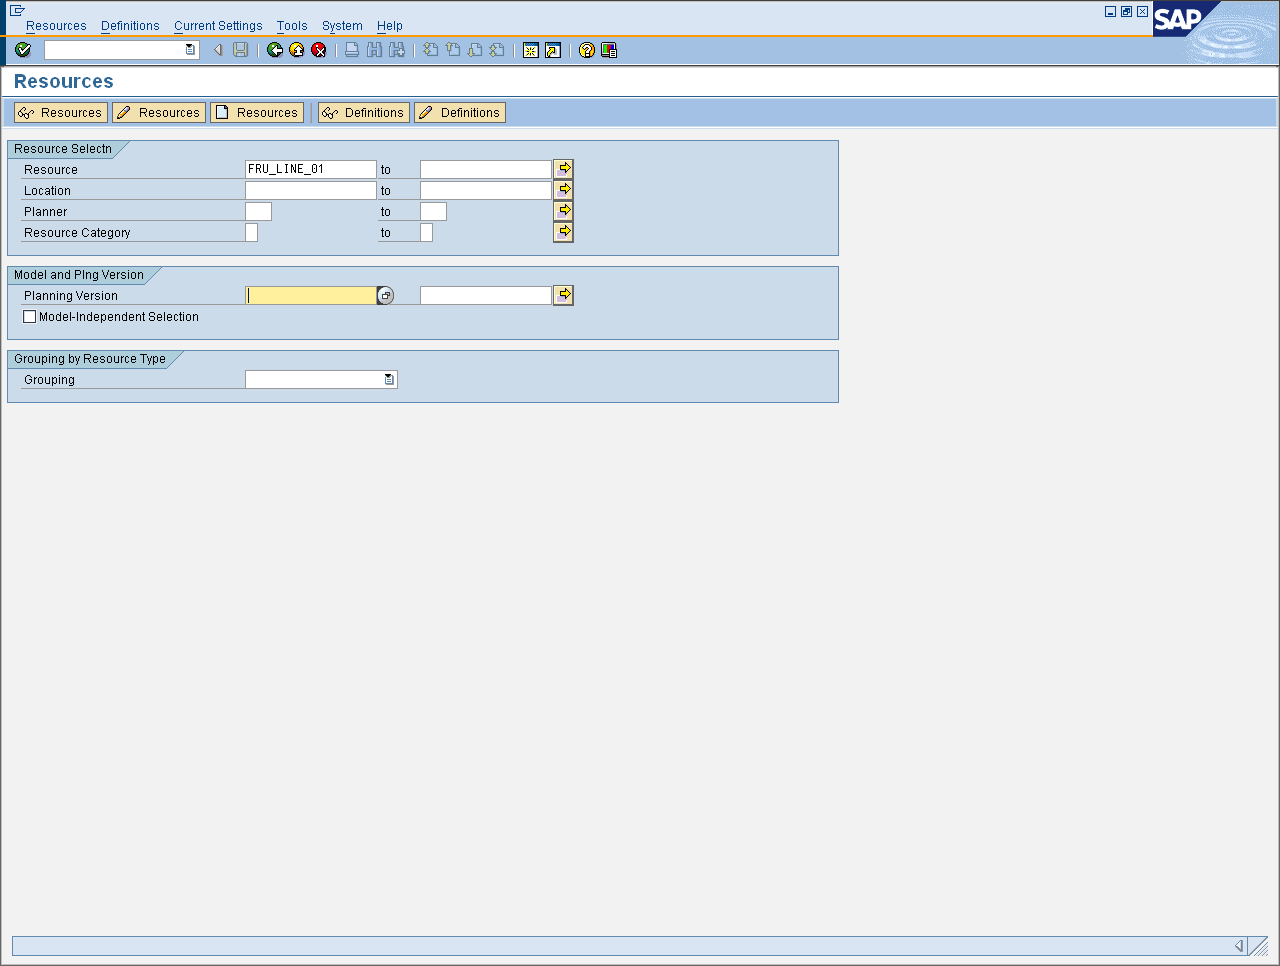 Resources Definitions Current Settings Tools System Help
SAP
Resources
Resources Resources Resources Definitions Definitions
Resource Selectn
Resource FRU_LINE_01 to
Location to
Planner to
Resource Category to
Model and Plng Version
Planning Version
Model-Independent Selection
Grouping by Resource Type
Grouping